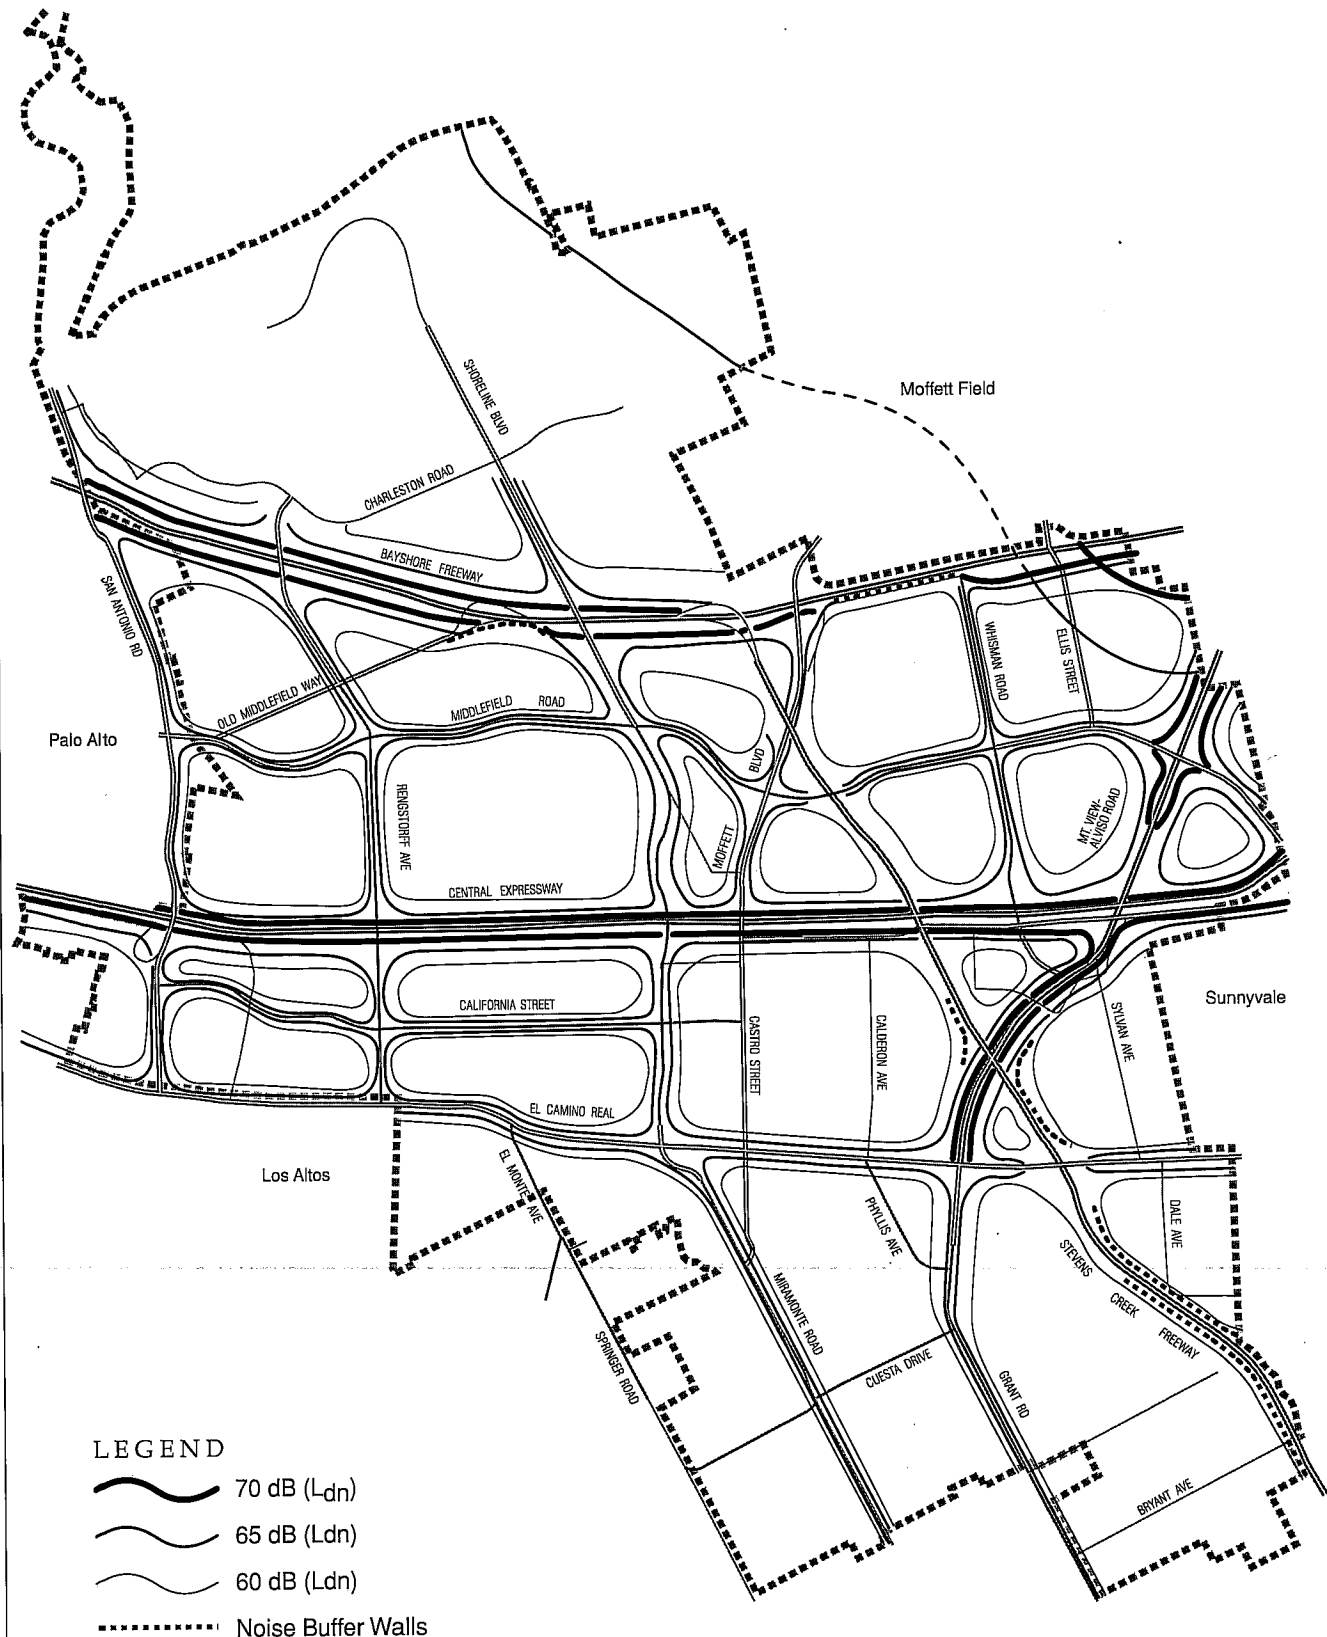 Moffett Field
SHORELINE BLVD
CHARLESTON ROAD
BAYSHORE FREEWAY
SAN ANTONIO RD
OLD MIDDLEFIELD WAY
MIDDLEFIELD ROAD
WHISMAN ROAD
ELLIS STREET
Palo Alto
RENGSTORFF AVE
MOFFETT BLVD
MT. VIEW-
ALVISO ROAD
CENTRAL EXPRESSWAY
CALIFORNIA STREET
CASTRO STREET
CALDERON AVE
SYLVAN AVE
Sunnyvale
EL CAMINO REAL
Los Altos
EL MONTE AVE
PHYLLIS AVE
DALE AVE
STEVENS CREEK FREEWAY
MIRAMONTE ROAD
SPRINGER ROAD
CUESTA DRIVE
GRANT RD
BRYANT AVE
LEGEND
70 dB (Ldn)
65 dB (Ldn)
60 dB (Ldn)
Noise Buffer Walls